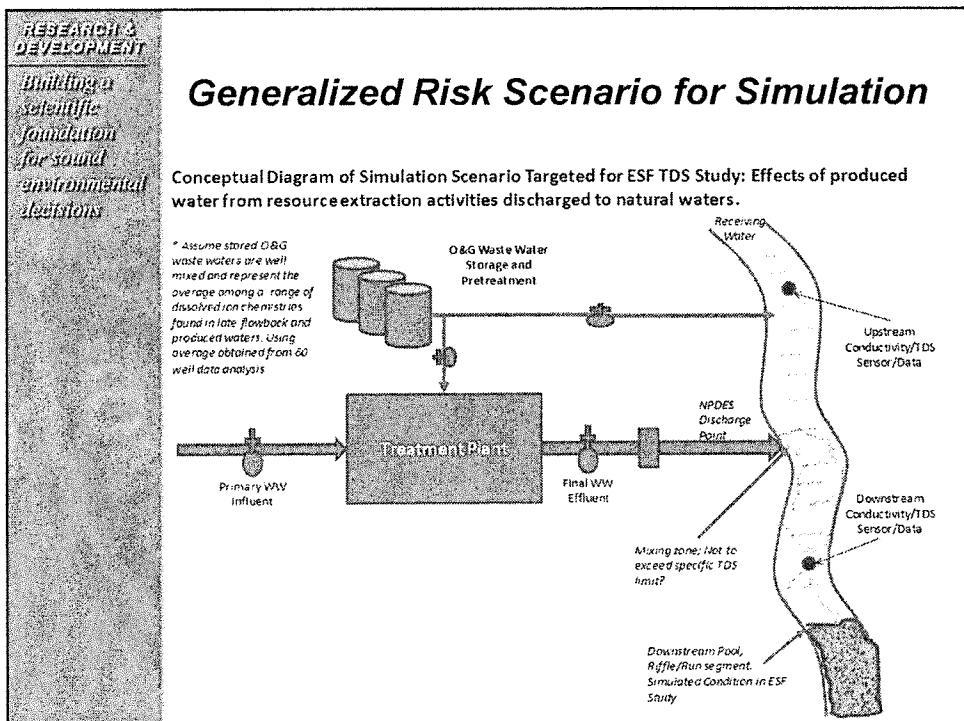 RESEARCH &
DEVELOPMENT
Building a
scientific
foundation
for sound
environmental
decisions
Generalized Risk Scenario for Simulation
Conceptual Diagram of Simulation Scenario Targeted for ESF TDS Study: Effects of produced
water from resource extraction activities discharged to natural waters.
* Assume stored O&G
waste waters are well
mixed and represent the
average among a range of
dissolved ion chemistries
found in late flowback and
produced waters. Using
average obtained from 60
well data analysis
O&G Waste Water
Storage and
Pretreatment
Receiving
Water
Upstream
Conductivity/TDS
Sensor/Data
NPDES
Discharge
Point
Treatment Plant
Primary WW
Influent
Final WW
Effluent
Downstream
Conductivity/TDS
Sensor/Data
Mixing zone; Not to
exceed specific TDS
limit?
Downstream Pool,
Riffle/Run segment.
Simulated Condition in ESF
Study